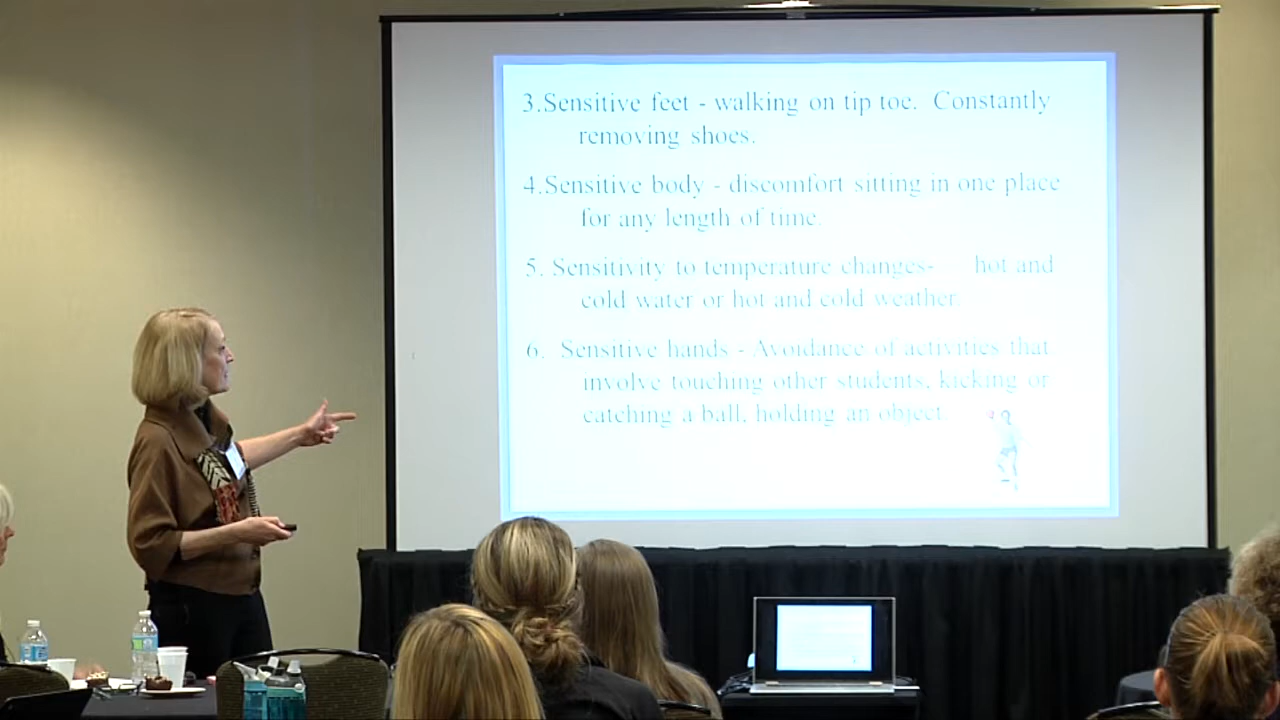 3.Sensitive feet - walking on tip toe. Constantly
removing shoes.
4.Sensitive body - discomfort sitting in one place
for any length of time.
5. Sensitivity to temperature changes- hot and
cold water or hot and cold weather.
6. Sensitive hands - Avoidance of activities that
involve touching other students, kicking or
catching a ball, holding an object.